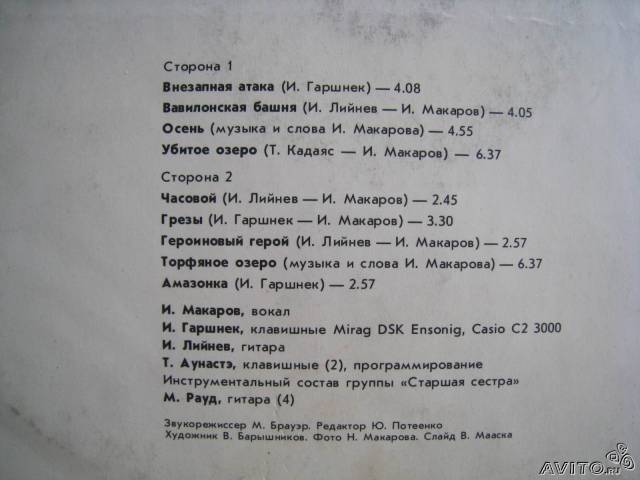 Сторона 1
Внезапная атака (И. Гаршнек) — 4.08
Вавилонская башня (И. Лийнев — И. Макаров) — 4.05
Осень (музыка и слова И. Макарова) — 4.55
Убитое озеро (Т. Кадаяс — И. Макаров) — 6.37
Сторона 2
Часовой (И. Лийнев — И. Макаров) — 2.45
Грезы (И. Гаршнек — И. Макаров) — 3.30
Героиновый герой (И. Лийнев — И. Макаров) — 2.57
Торфяное озеро (музыка и слова И. Макарова) — 6.37
Амазонка (И. Гаршнек) — 2.57
И. Макаров, вокал
И. Гаршнек, клавишные Mirag DSK Ensonig, Casio C2 3000
И. Лийнев, гитара
Т. Аунастэ, клавишные (2), программирование
Инструментальный состав группы «Старшая сестра»
М. Рауд, гитара (4)
Звукорежиссер М. Брауэр. Редактор Ю. Потеенко
Художник В. Барышников. Фото Н. Макарова. Слайд В. Мааска
AVITO.ru